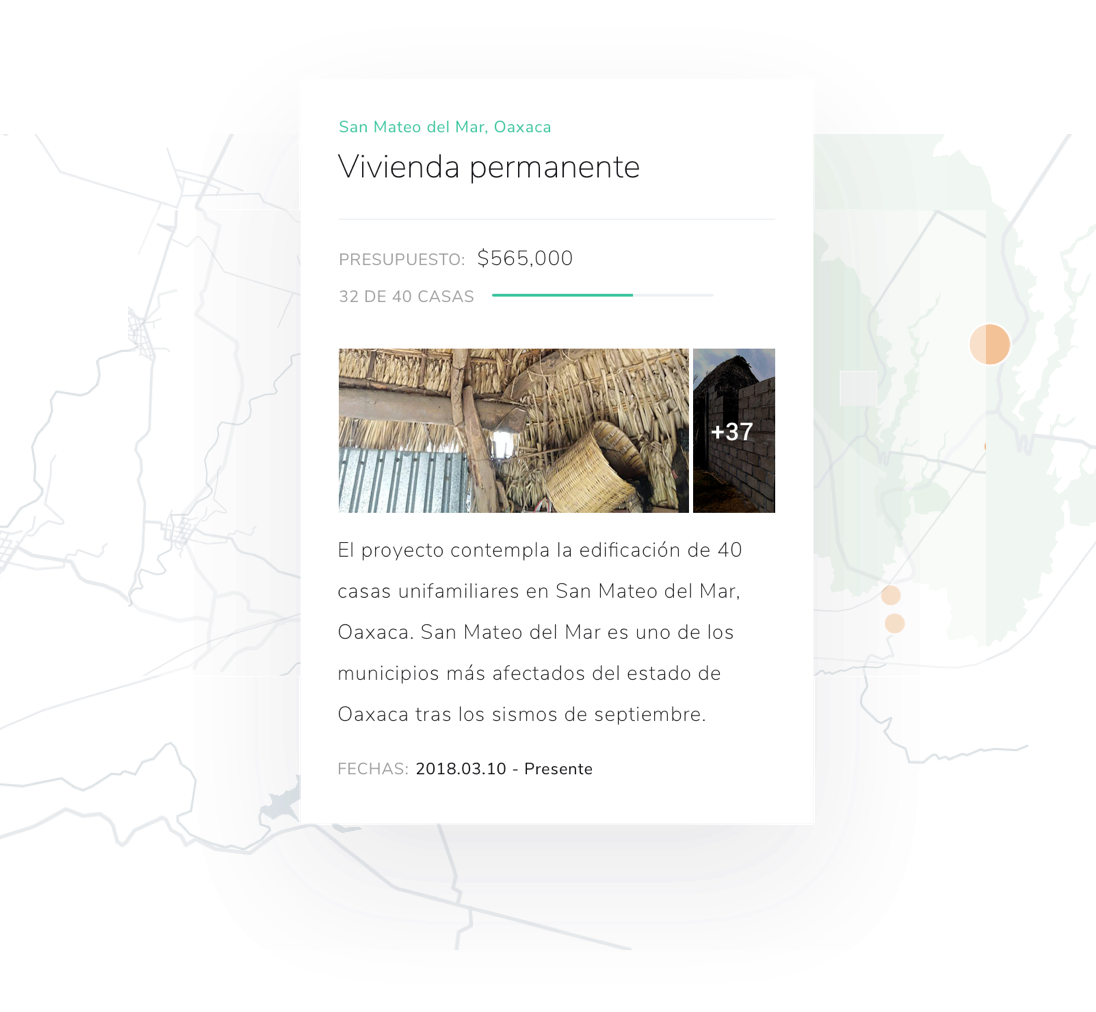 San Mateo del Mar, Oaxaca
Vivienda permanente
PRESUPUESTO: $565,000
32 DE 40 CASAS
+37
El proyecto contempla la edificación de 40
casas unifamiliares en San Mateo del Mar,
Oaxaca. San Mateo del Mar es uno de los
municipios más afectados del estado de
Oaxaca tras los sismos de septiembre.
FECHAS: 2018.03.10 - Presente